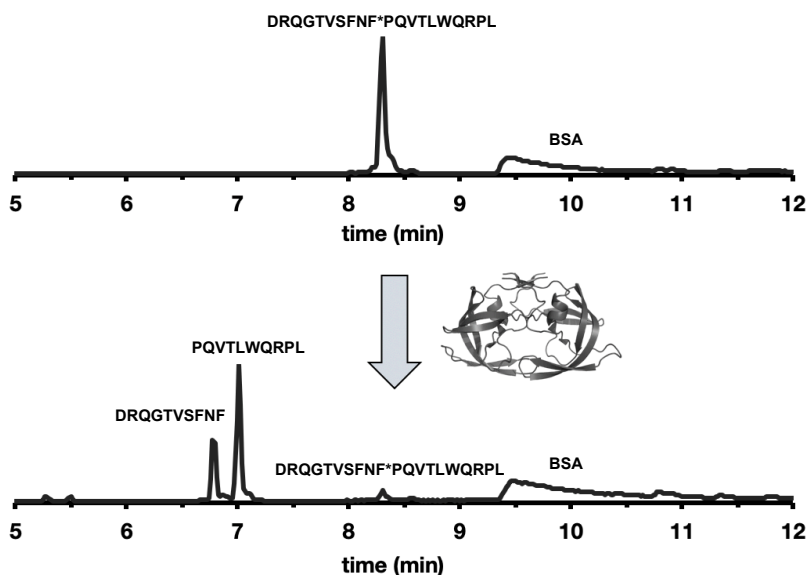 DRQGTVSFNF*PQVTLWQRPL
BSA
5 6 7 8 9 10 11 12
time (min)
PQVTLWQRPL
DRQGTVSFNF
DRQGTVSFNF*PQVTLWQRPL
BSA
5 6 7 8 9 10 11 12
time (min)